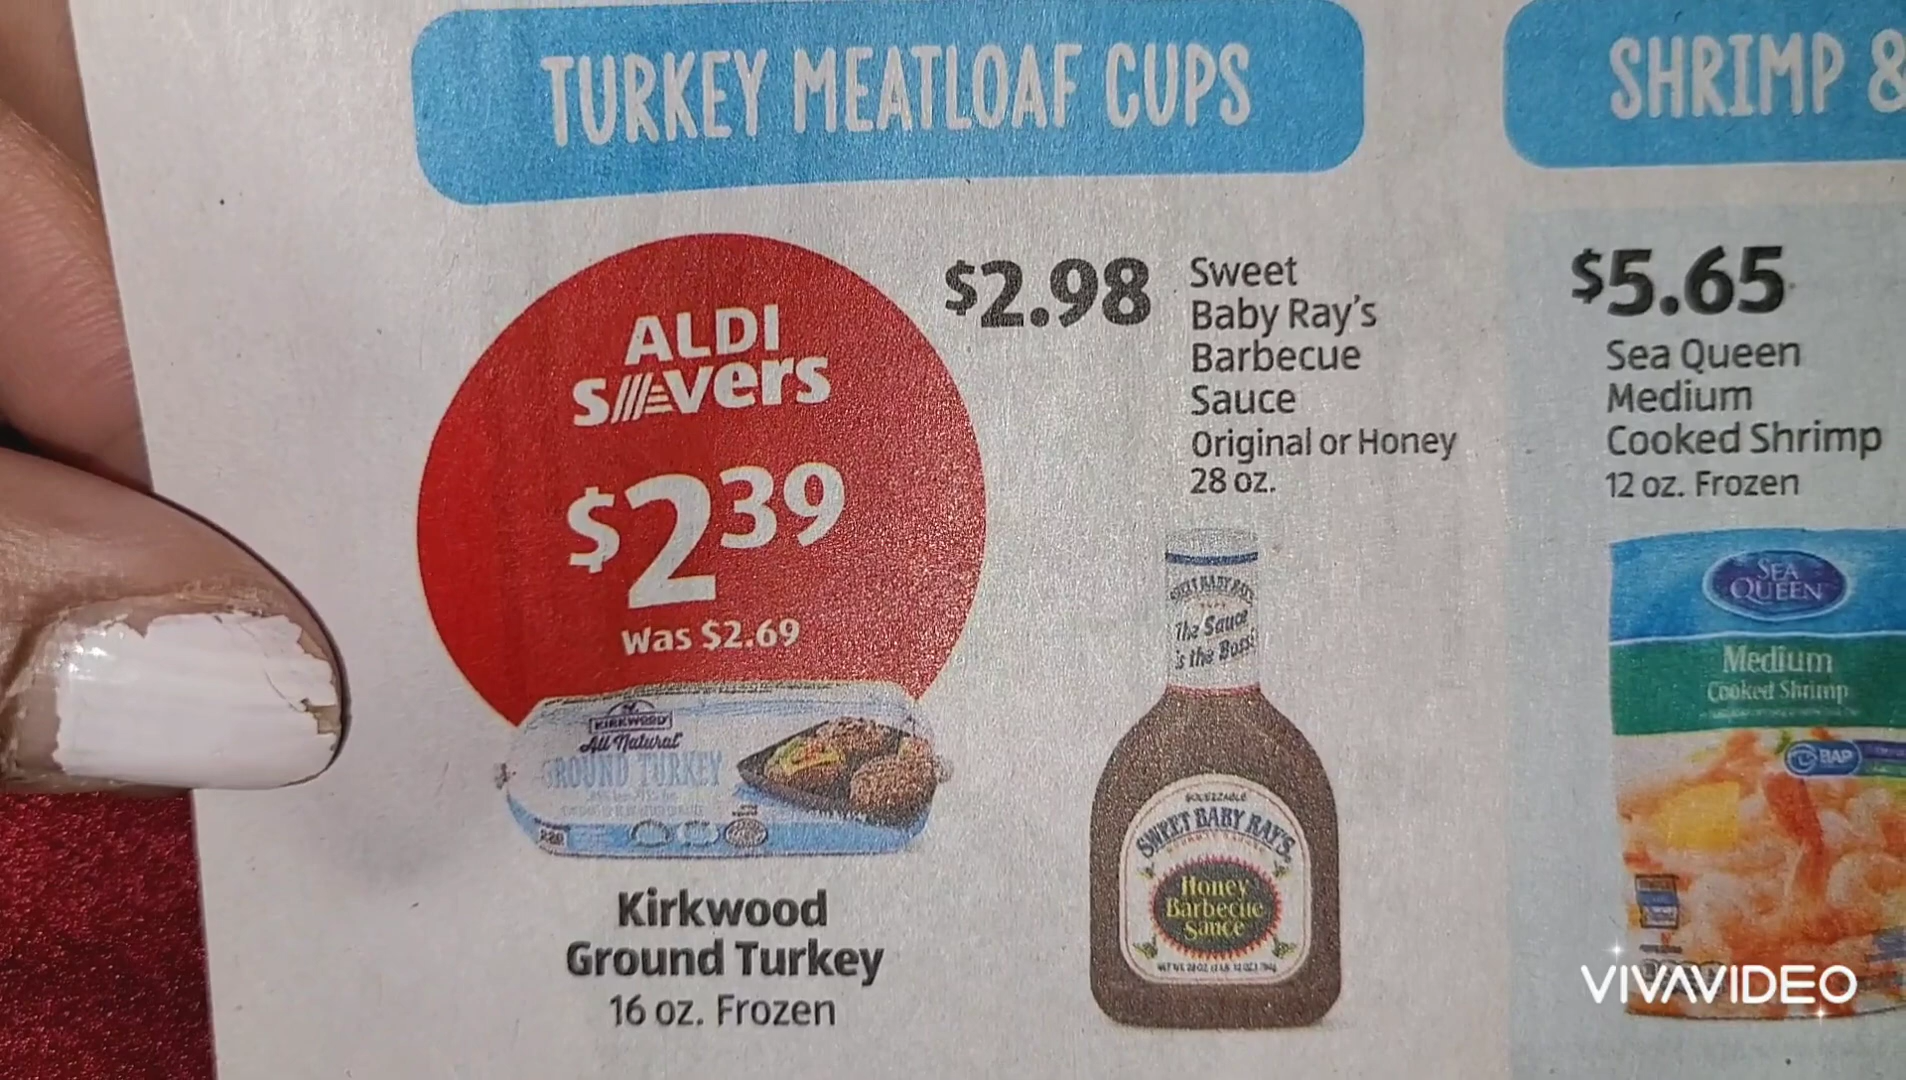 TURKEY MEATLOAF CUPS
SHRIMP &
ALDI
SAVers
$2.39
Was $2.69
KIRKWOOD
All Natural
GROUND TURKEY
Kirkwood
Ground Turkey
16 oz. Frozen
$2.98
Sweet
Baby Ray's
Barbecue
Sauce
Original or Honey
28 oz.
SWEET BABY RAY'S
The Sauce
is the Boss
SWEET BABY RAY'S
Honey
Barbecue
Sauce
$5.65
Sea Queen
Medium
Cooked Shrimp
12 oz. Frozen
SEA
QUEEN
Medium
Cooked Shrimp
BAP
VIVAVIDEO